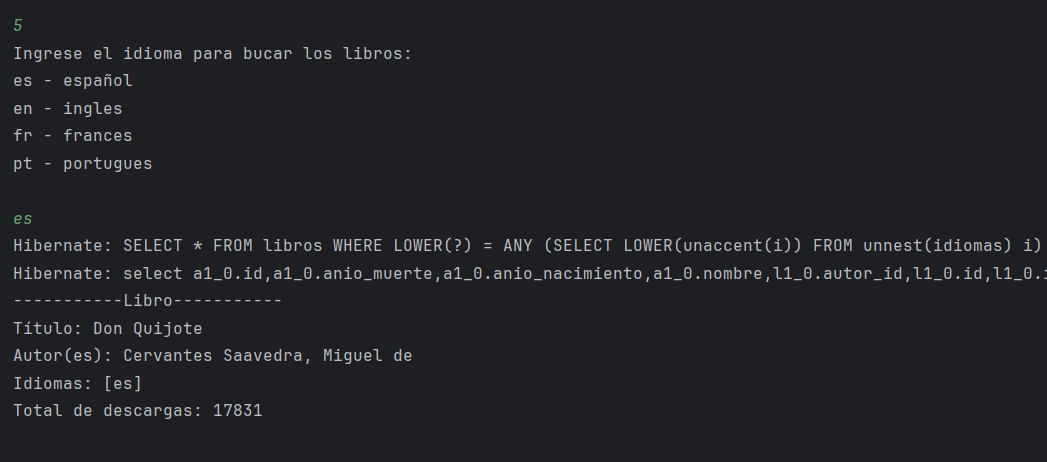 5
Ingrese el idioma para bucar los libros:
es - español
en - ingles
fr - frances
pt - portugues
es
Hibernate: SELECT * FROM libros WHERE LOWER(?) = ANY (SELECT LOWER(unaccent(i)) FROM unnest(idiomas) i)
Hibernate: select a1_0.id,a1_0.anio_muerte,a1_0.anio_nacimiento,a1_0.nombre,l1_0.autor_id,l1_0.id,l1_0.
-----------Libro-----------
Título: Don Quijote
Autor(es): Cervantes Saavedra, Miguel de
Idiomas: [es]
Total de descargas: 17831